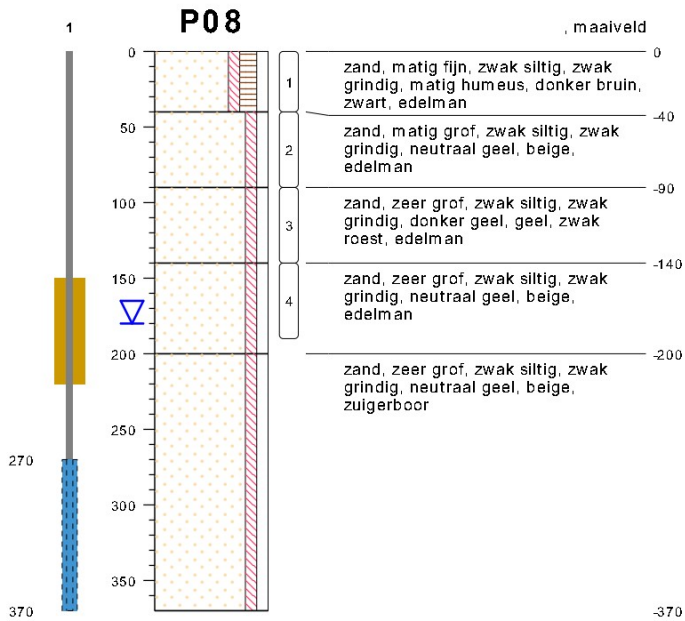 1
P08
, maaiveld
0
50
100
150
200
250
300
350
270
370
1
2
3
4
0
zand, matig fijn, zwak siltig, zwak
grindig, matig humeus, donker bruin,
zwart, edelman
-40
zand, matig grof, zwak siltig, zwak
grindig, neutraal geel, beige,
edelman
-90
zand, zeer grof, zwak siltig, zwak
grindig, donker geel, geel, zwak
roest, edelman
-140
zand, zeer grof, zwak siltig, zwak
grindig, neutraal geel, beige,
edelman
-200
zand, zeer grof, zwak siltig, zwak
grindig, neutraal geel, beige,
zuigerboor
-370